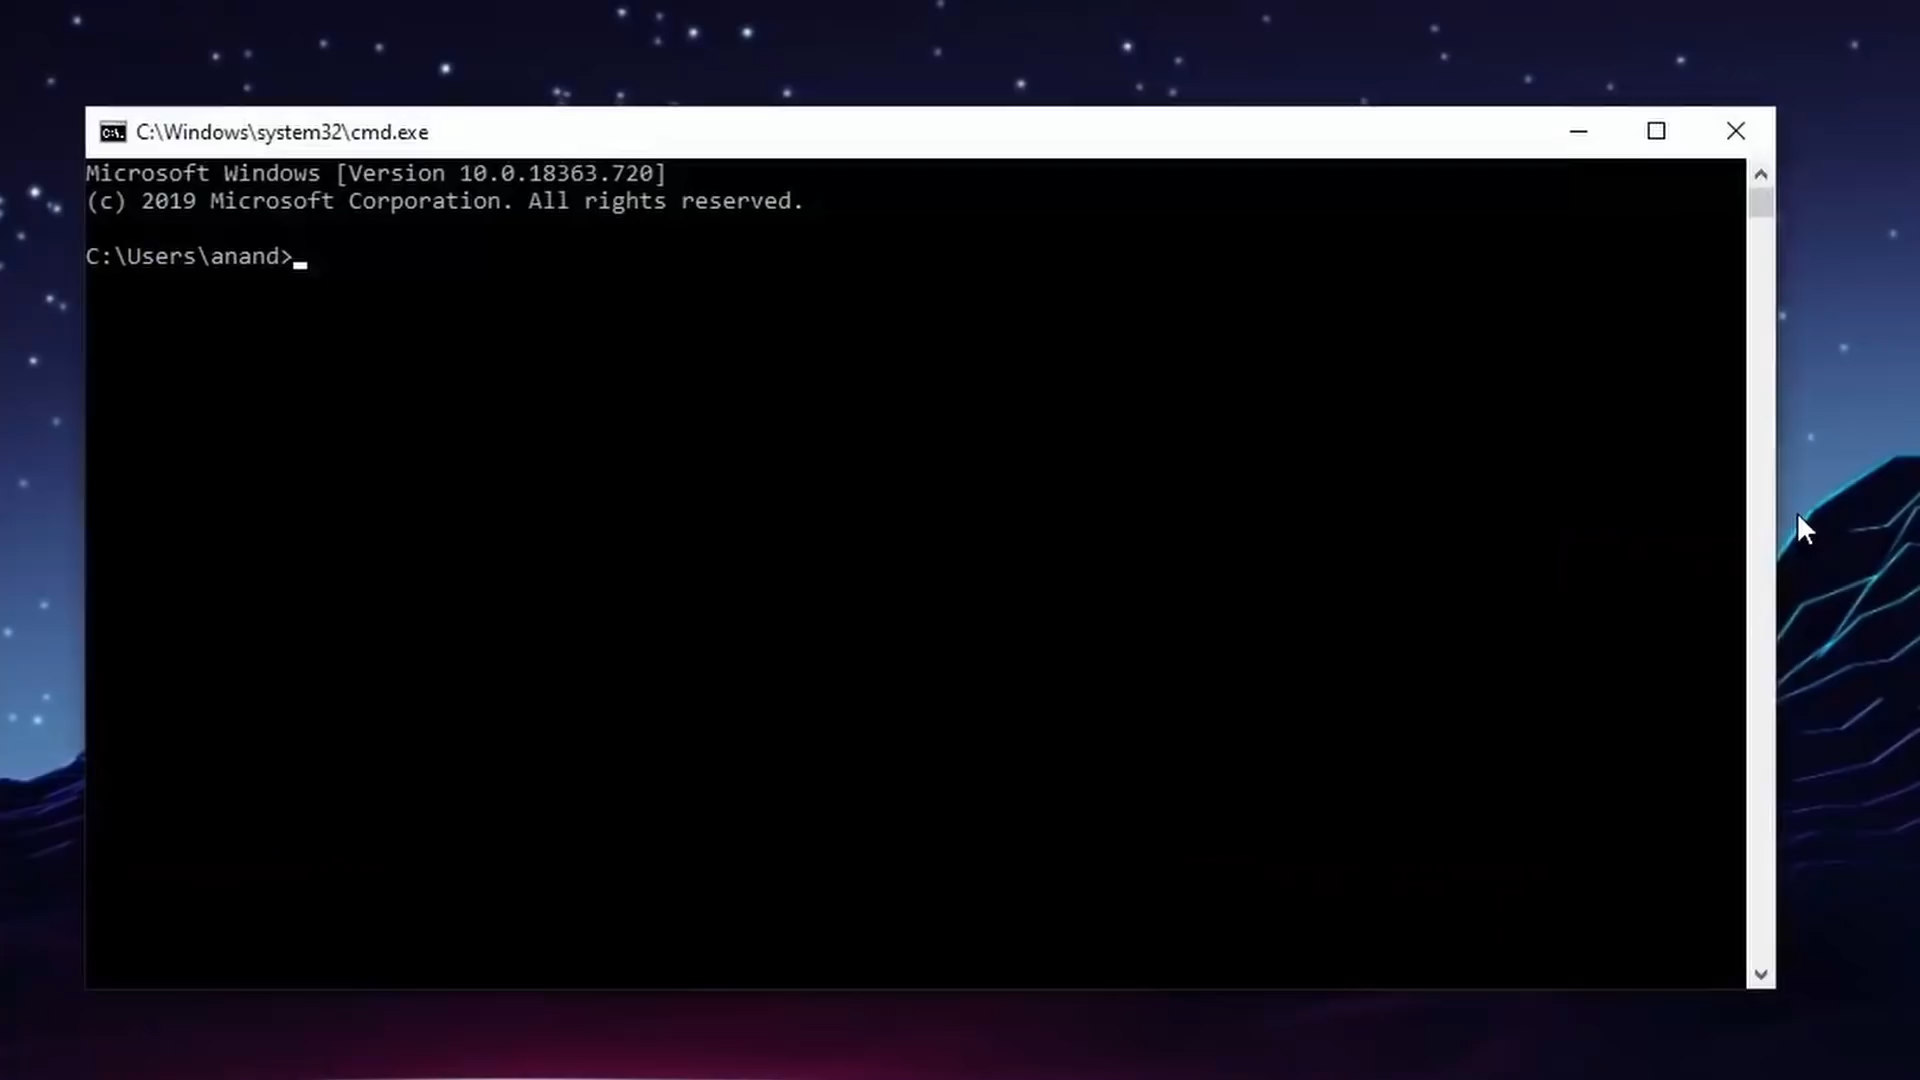 C:\Windows\system32\cmd.exe
Microsoft Windows [Version 10.0.18363.720]
(c) 2019 Microsoft Corporation. All rights reserved.
C:\Users\anand>